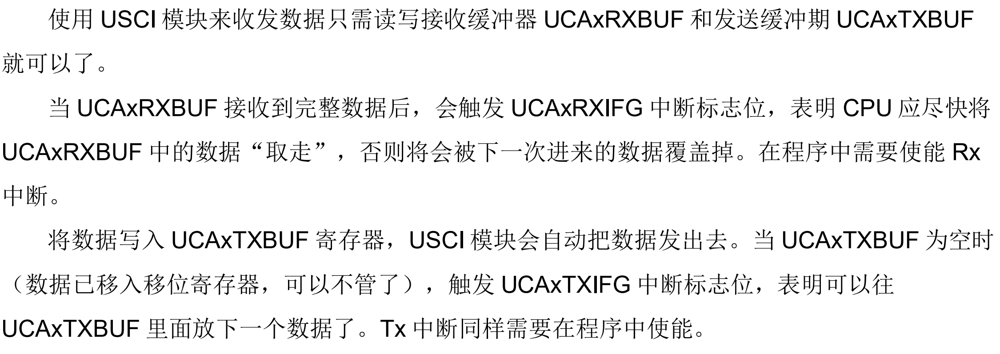 使用 USCI 模块来收发数据只需读写接收缓冲器 UCAxRXBUF 和发送缓冲期 UCAxTXBUF
就可以了。
当 UCAxRXBUF 接收到完整数据后，会触发 UCAxRXIFG 中断标志位，表明 CPU 应尽快将
UCAxRXBUF 中的数据“取走”，否则将会被下一次进来的数据覆盖掉。在程序中需要使能 Rx
中断。
将数据写入 UCAxTXBUF 寄存器，USCI 模块会自动把数据发出去。当 UCAxTXBUF 为空时
（数据已移入移位寄存器，可以不管了），触发 UCAxTXIFG 中断标志位，表明可以往
UCAxTXBUF 里面放下一个数据了。Tx 中断同样需要在程序中使能。